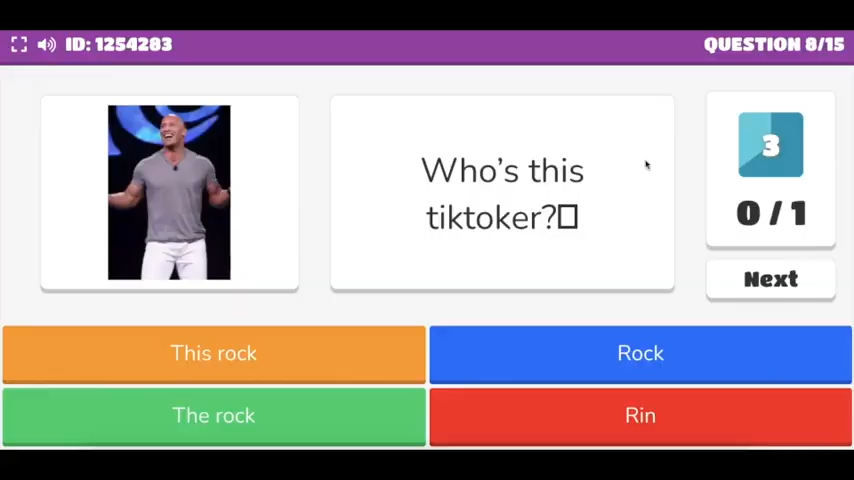 ID: 1254283
QUESTION 8/15
Who's this
tiktoker?
3
0 / 1
Next
This rock
Rock
The rock
Rin